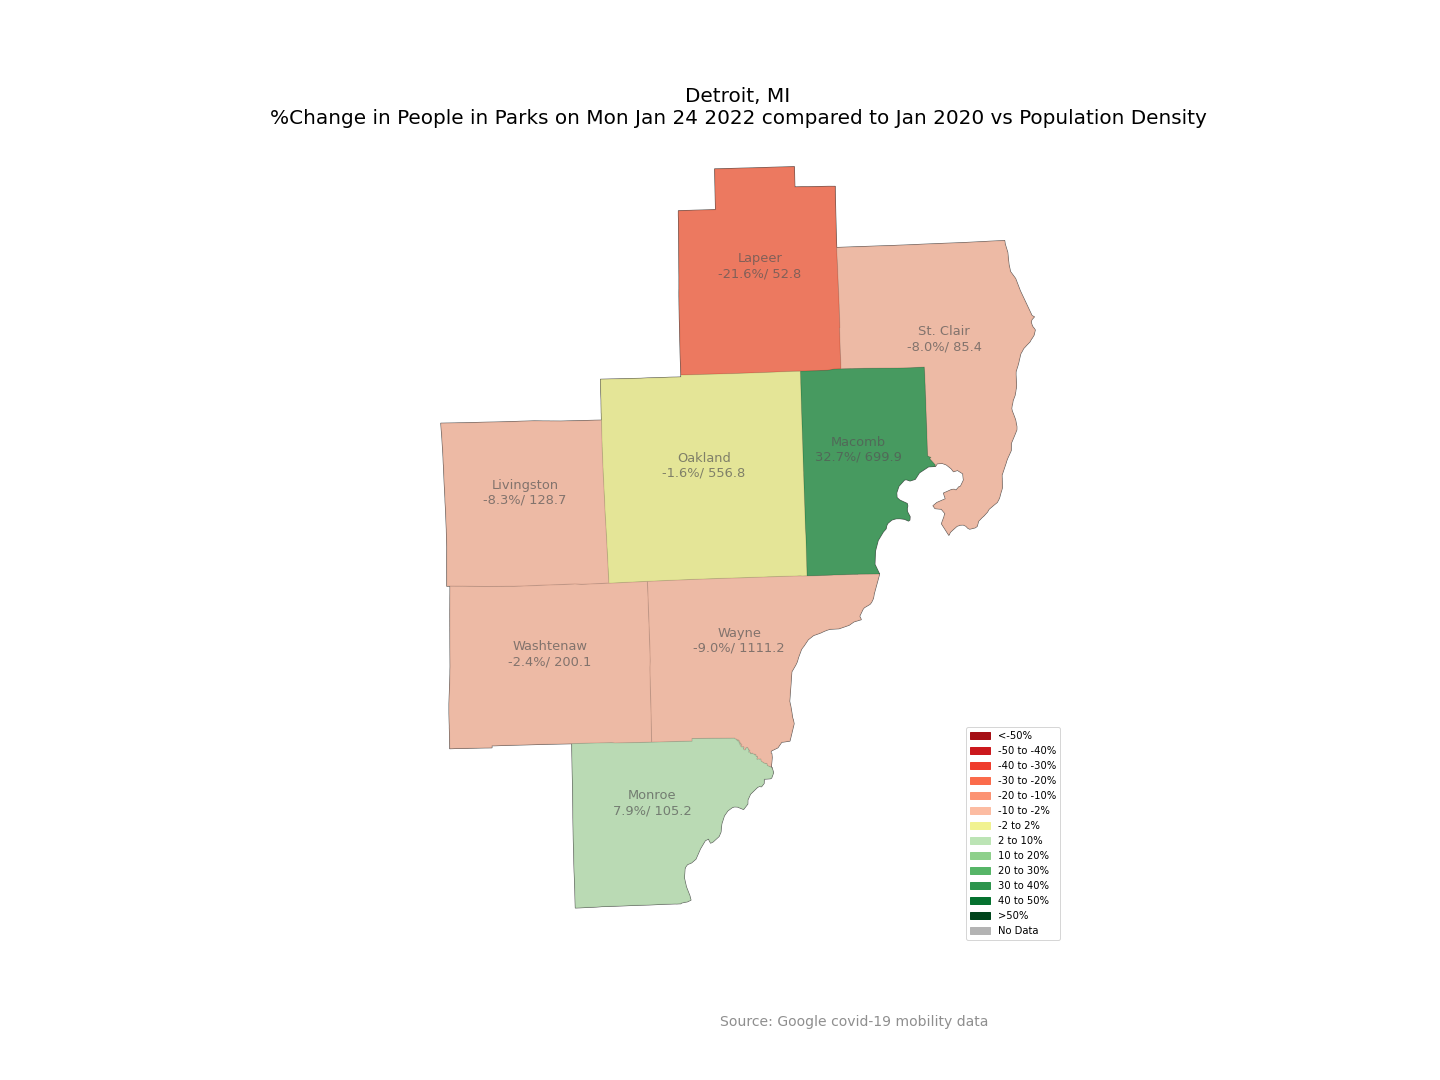 Detroit, MI
%Change in People in Parks on Mon Jan 24 2022 compared to Jan 2020 vs Population Density
Lapeer
-21.6%/ 52.8
St. Clair
-8.0%/ 85.4
Macomb
32.7%/ 699.9
Oakland
-1.6%/ 556.8
Livingston
-8.3%/ 128.7
Wayne
-9.0%/ 1111.2
Washtenaw
-2.4%/ 200.1
Monroe
7.9%/ 105.2
<-50%
-50 to -40%
-40 to -30%
-30 to -20%
-20 to -10%
-10 to -2%
-2 to 2%
2 to 10%
10 to 20%
20 to 30%
30 to 40%
40 to 50%
>50%
No Data
Source: Google covid-19 mobility data